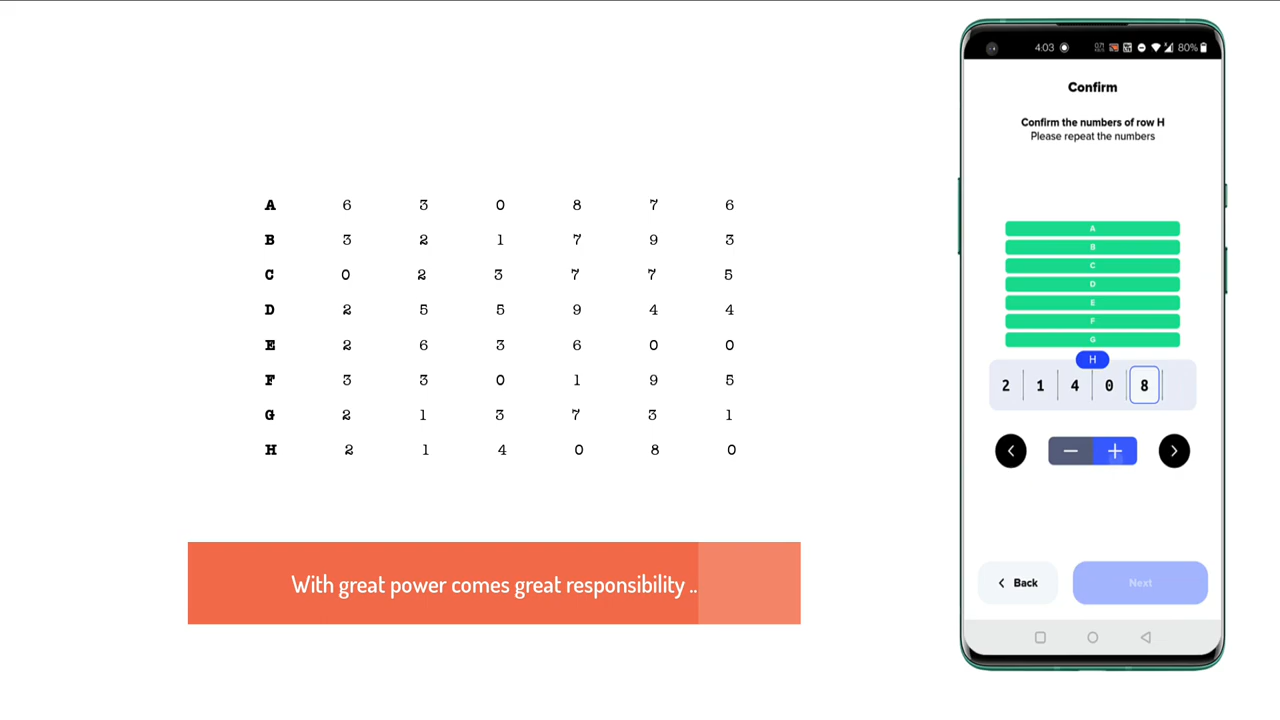 A 6 3 0 8 7 6
B 3 2 1 7 9 3
C 0 2 3 7 7 5
D 2 5 5 9 4 4
E 2 6 3 6 0 0
F 3 3 0 1 9 5
G 2 1 3 7 3 1
H 2 1 4 0 8 0
With great power comes great responsibility ..
4:03
80%
Confirm
Confirm the numbers of row H
Please repeat the numbers
A
B
C
D
E
F
G
H
2 1 4 0 8
Back
Next